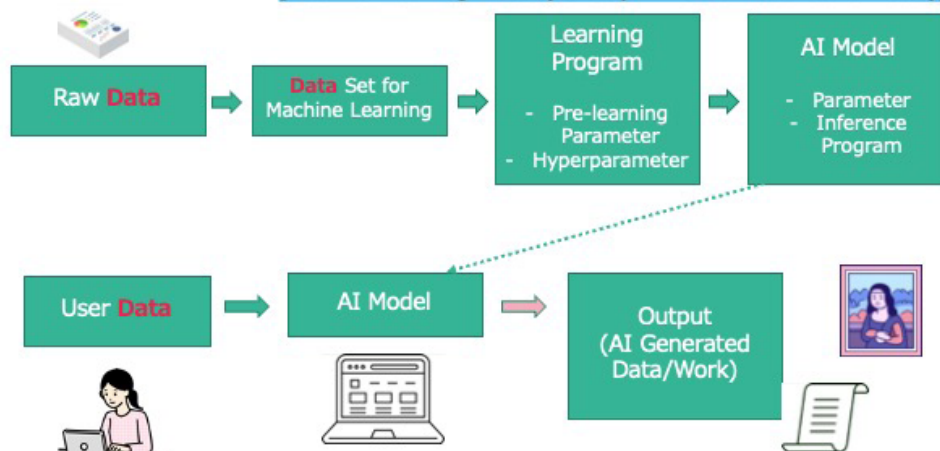 Raw Data
Data Set for
Machine Learning
Learning
Program
- Pre-learning
Parameter
- Hyperparameter
AI Model
- Parameter
- Inference
Program
User Data
AI Model
Output
(AI Generated
Data/Work)